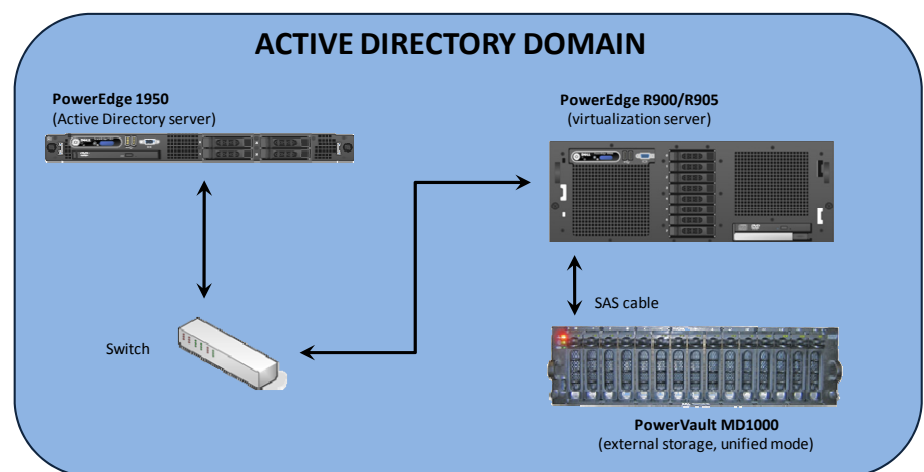 ACTIVE DIRECTORY DOMAIN
PowerEdge 1950
(Active Directory server)
PowerEdge R900/R905
(virtualization server)
SAS cable
Switch
PowerVault MD1000
(external storage, unified mode)